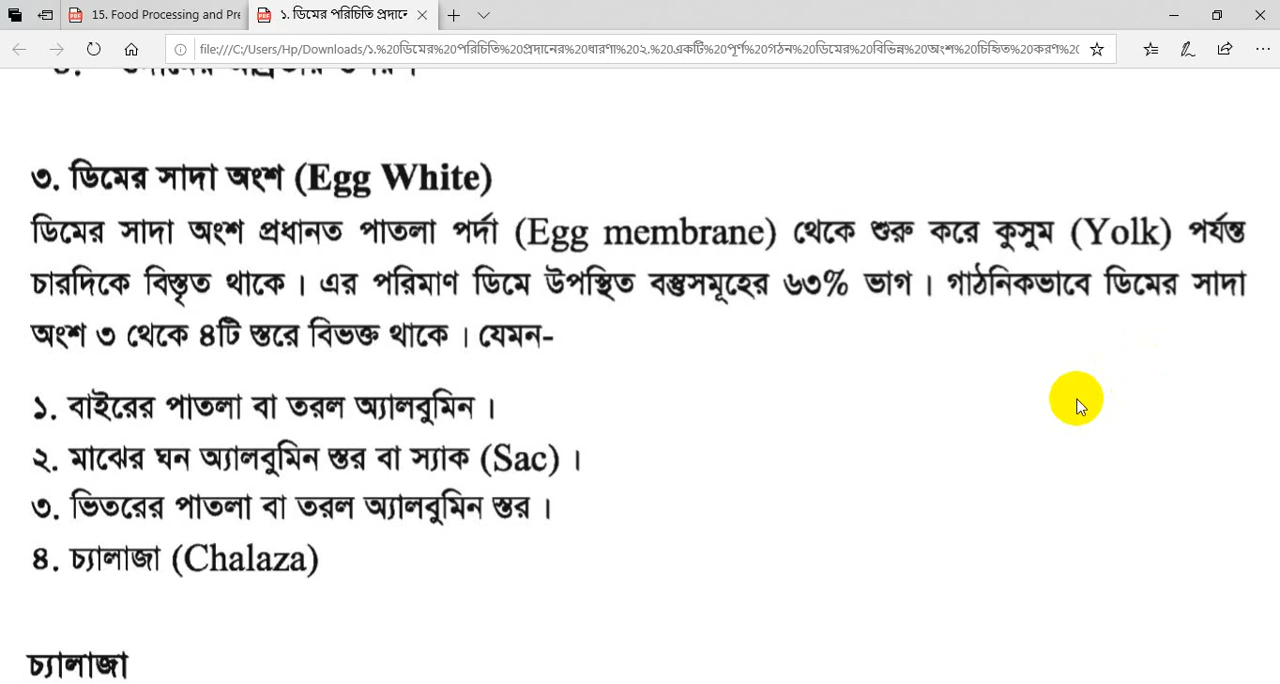 15. Food Processing and Pre
১. ডিমের পরিচিতি প্রদানে
file:///C:/Users/Hp/Downloads/১.%20ডিমের%20পরিচিতি%20প্রদানের%20ধারণা%20২.%20একটি%20পূর্ণ%20গঠন%20ডিমের%20বিভিন্ন%20অংশ%20চিহ্নিত%20করণ%20
৩. ডিমের সাদা অংশ (Egg White)
ডিমের সাদা অংশ প্রধানত পাতলা পর্দা (Egg membrane) থেকে শুরু করে কুসুম (Yolk) পর্যন্ত
চারদিকে বিস্তৃত থাকে। এর পরিমাণ ডিমে উপস্থিত বস্তুসমূহের ৬৩% ভাগ। গাঠনিকভাবে ডিমের সাদা
অংশ ৩ থেকে ৪টি স্তরে বিভক্ত থাকে। যেমন-
১. বাইরের পাতলা বা তরল অ্যালবুমিন।
২. মাঝের ঘন অ্যালবুমিন স্তর বা স্যাক (Sac)।
৩. ভিতরের পাতলা বা তরল অ্যালবুমিন স্তর।
৪. চ্যালাজা (Chalaza)
চ্যালাজা